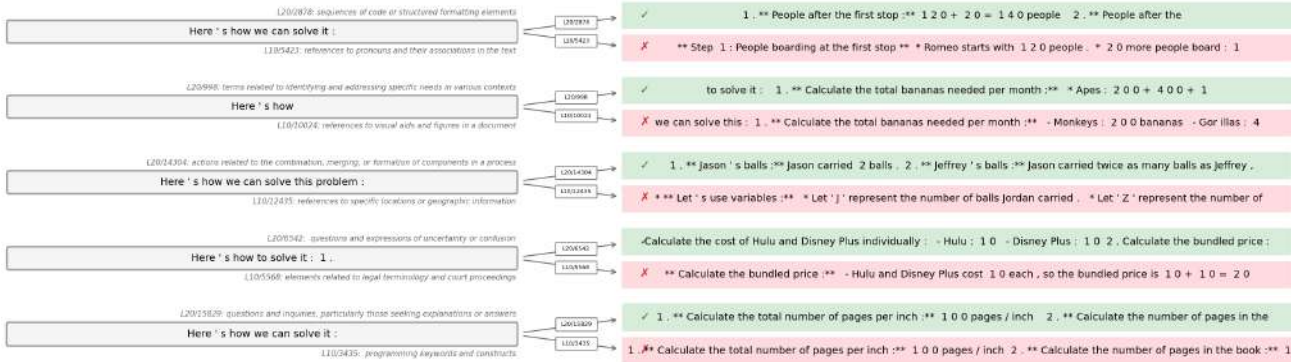 L20/2878: sequences of code or structured formatting elements
Here ' s how we can solve it :
L10/5423: references to pronouns and their associations in the text
L20/2878
L10/5423
✓ 1 . ** People after the first stop :** 1 2 0 + 2 0 = 1 4 0 people 2 . ** People after the
✗ ** Step 1 : People boarding at the first stop ** * Romeo starts with 1 2 0 people . * 2 0 more people board : 1
L20/998: terms related to identifying and addressing specific needs in various contexts
Here ' s how
L10/10024: references to visual aids and figures in a document
L20/998
L10/10024
✓ to solve it : 1 . ** Calculate the total bananas needed per month :** * Apes : 2 0 0 + 4 0 0 + 1
✗ we can solve this : 1 . ** Calculate the total bananas needed per month :** - Monkeys : 2 0 0 bananas - Gor illas : 4
L20/14304: actions related to the combination, merging, or formation of components in a process
Here ' s how we can solve this problem :
L10/12435: references to specific locations or geographic information
L20/14304
L10/12435
✓ 1 . ** Jason ' s balls :** Jason carried 2 balls . 2 . ** Jeffrey ' s balls :** Jason carried twice as many balls as Jeffrey ,
✗ * ** Let ' s use variables :** * Let ' J ' represent the number of balls Jordan carried . * Let ' Z ' represent the number of
L20/6542: questions and expressions of uncertainty or confusion
Here ' s how to solve it : 1 .
L10/5568: elements related to legal terminology and court proceedings
L20/6542
L10/5568
Calculate the cost of Hulu and Disney Plus individually : - Hulu : 1 0 - Disney Plus : 1 0 2 . Calculate the bundled price :
✗ ** Calculate the bundled price :** - Hulu and Disney Plus cost 1 0 each , so the bundled price is 1 0 + 1 0 = 2 0
L20/15829: questions and inquiries, particularly those seeking explanations or answers
Here ' s how we can solve it :
L10/3435: programming keywords and constructs
L20/15829
L10/3435
✓ 1 . ** Calculate the total number of pages per inch :** 1 0 0 pages / inch 2 . ** Calculate the number of pages in the
1 . ✗ ** Calculate the total number of pages per inch :** 1 0 0 pages / inch 2 . ** Calculate the number of pages in the book :** 1